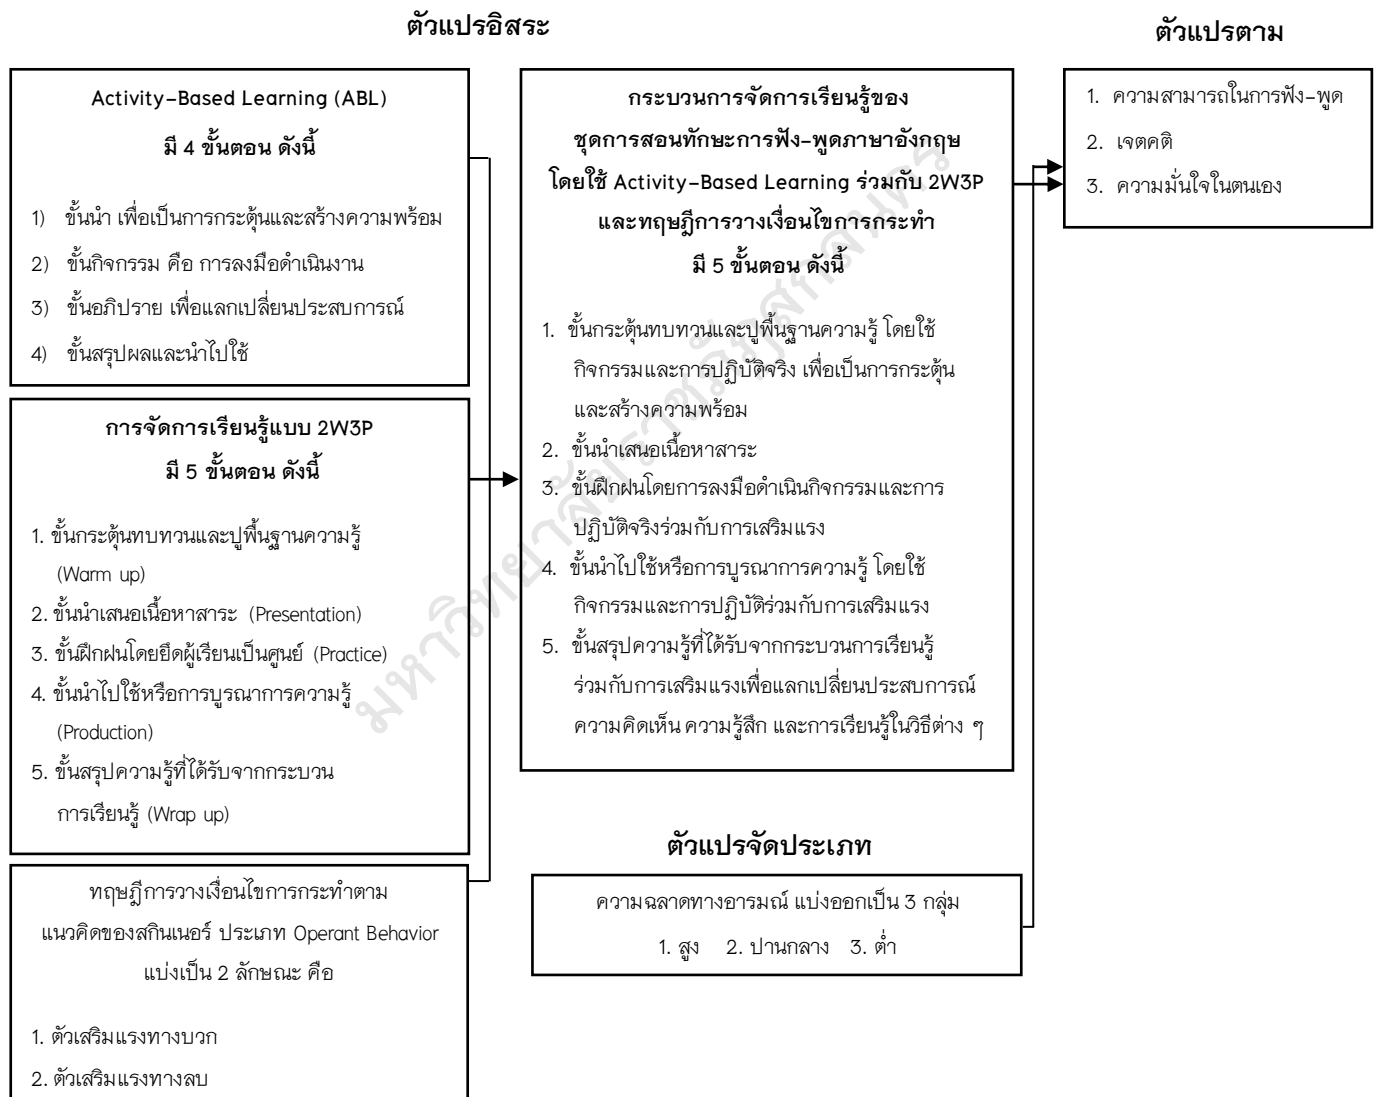 ตัวแปรอิสระ
ตัวแปรตาม
Activity-Based Learning (ABL)
มี 4 ขั้นตอน ดังนี้
1) ขั้นนำ เพื่อเป็นการกระตุ้นและสร้างความพร้อม
2) ขั้นกิจกรรม คือ การลงมือดำเนินงาน
3) ขั้นอภิปราย เพื่อแลกเปลี่ยนประสบการณ์
4) ขั้นสรุปผลและนำไปใช้
การจัดการเรียนรู้แบบ 2W3P
มี 5 ขั้นตอน ดังนี้
1. ขั้นกระตุ้นทบทวนและปูพื้นฐานความรู้
(Warm up)
2. ขั้นนำเสนอเนื้อหาสาระ (Presentation)
3. ขั้นฝึกฝนโดยยึดผู้เรียนเป็นศูนย์ (Practice)
4. ขั้นนำไปใช้หรือการบูรณาการความรู้
(Production)
5. ขั้นสรุปความรู้ที่ได้รับจากกระบวน
การเรียนรู้ (Wrap up)
ทฤษฎีการวางเงื่อนไขการกระทำตาม
แนวคิดของสกินเนอร์ ประเภท Operant Behavior
แบ่งเป็น 2 ลักษณะ คือ
1. ตัวเสริมแรงทางบวก
2. ตัวเสริมแรงทางลบ
กระบวนการจัดการเรียนรู้ของ
ชุดการสอนทักษะการฟัง-พูดภาษาอังกฤษ
โดยใช้ Activity-Based Learning ร่วมกับ 2W3P
และทฤษฎีการวางเงื่อนไขการกระทำ
มี 5 ขั้นตอน ดังนี้
1. ขั้นกระตุ้นทบทวนและปูพื้นฐานความรู้ โดยใช้
กิจกรรมและการปฏิบัติจริง เพื่อเป็นการกระตุ้น
และสร้างความพร้อม
2. ขั้นนำเสนอเนื้อหาสาระ
3. ขั้นฝึกฝนโดยการลงมือดำเนินกิจกรรมและการ
ปฏิบัติจริงร่วมกับการเสริมแรง
4. ขั้นนำไปใช้หรือการบูรณาการความรู้ โดยใช้
กิจกรรมและการปฏิบัติร่วมกับการเสริมแรง
5. ขั้นสรุปความรู้ที่ได้รับจากกระบวนการเรียนรู้
ร่วมกับการเสริมแรงเพื่อแลกเปลี่ยนประสบการณ์
ความคิดเห็น ความรู้สึก และการเรียนรู้ในวิธีต่าง ๆ
ตัวแปรจัดประเภท
ความฉลาดทางอารมณ์ แบ่งออกเป็น 3 กลุ่ม
1. สูง 2. ปานกลาง 3. ต่ำ
1. ความสามารถในการฟัง-พูด
2. เจตคติ
3. ความมั่นใจในตนเอง
มหาวิทยาลัยราชภัฏสกลนคร